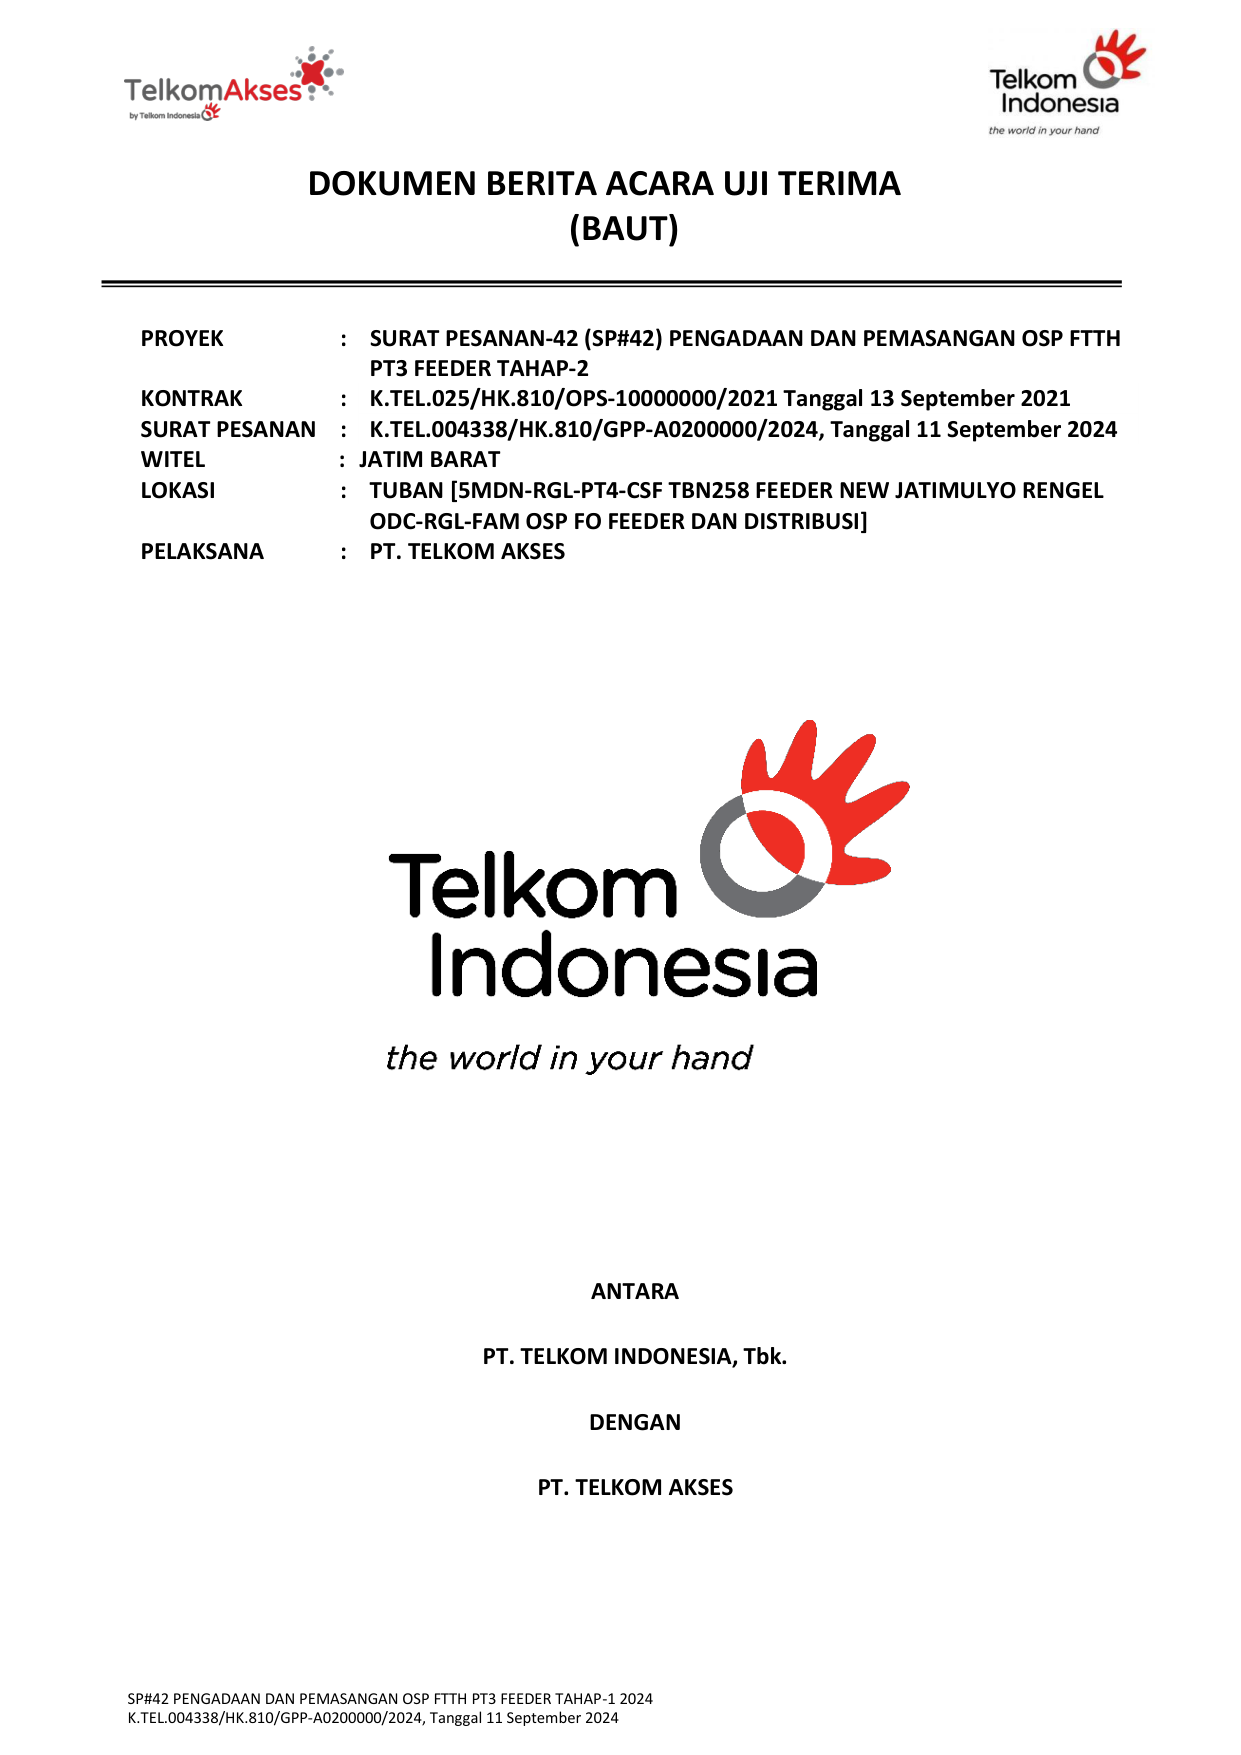 TelkomAkses
by Telkom Indonesia
Telkom
Indonesia
the world in your hand
DOKUMEN BERITA ACARA UJI TERIMA
(BAUT)
PROYEK : SURAT PESANAN-42 (SP#42) PENGADAAN DAN PEMASANGAN OSP FTTH
PT3 FEEDER TAHAP-2
KONTRAK : K.TEL.025/HK.810/OPS-10000000/2021 Tanggal 13 September 2021
SURAT PESANAN : K.TEL.004338/HK.810/GPP-A0200000/2024, Tanggal 11 September 2024
WITEL : JATIM BARAT
LOKASI : TUBAN [5MDN-RGL-PT4-CSF TBN258 FEEDER NEW JATIMULYO RENGEL
ODC-RGL-FAM OSP FO FEEDER DAN DISTRIBUSI]
PELAKSANA : PT. TELKOM AKSES
Telkom
Indonesia
the world in your hand
ANTARA
PT. TELKOM INDONESIA, Tbk.
DENGAN
PT. TELKOM AKSES
SP#42 PENGADAAN DAN PEMASANGAN OSP FTTH PT3 FEEDER TAHAP-1 2024
K.TEL.004338/HK.810/GPP-A0200000/2024, Tanggal 11 September 2024